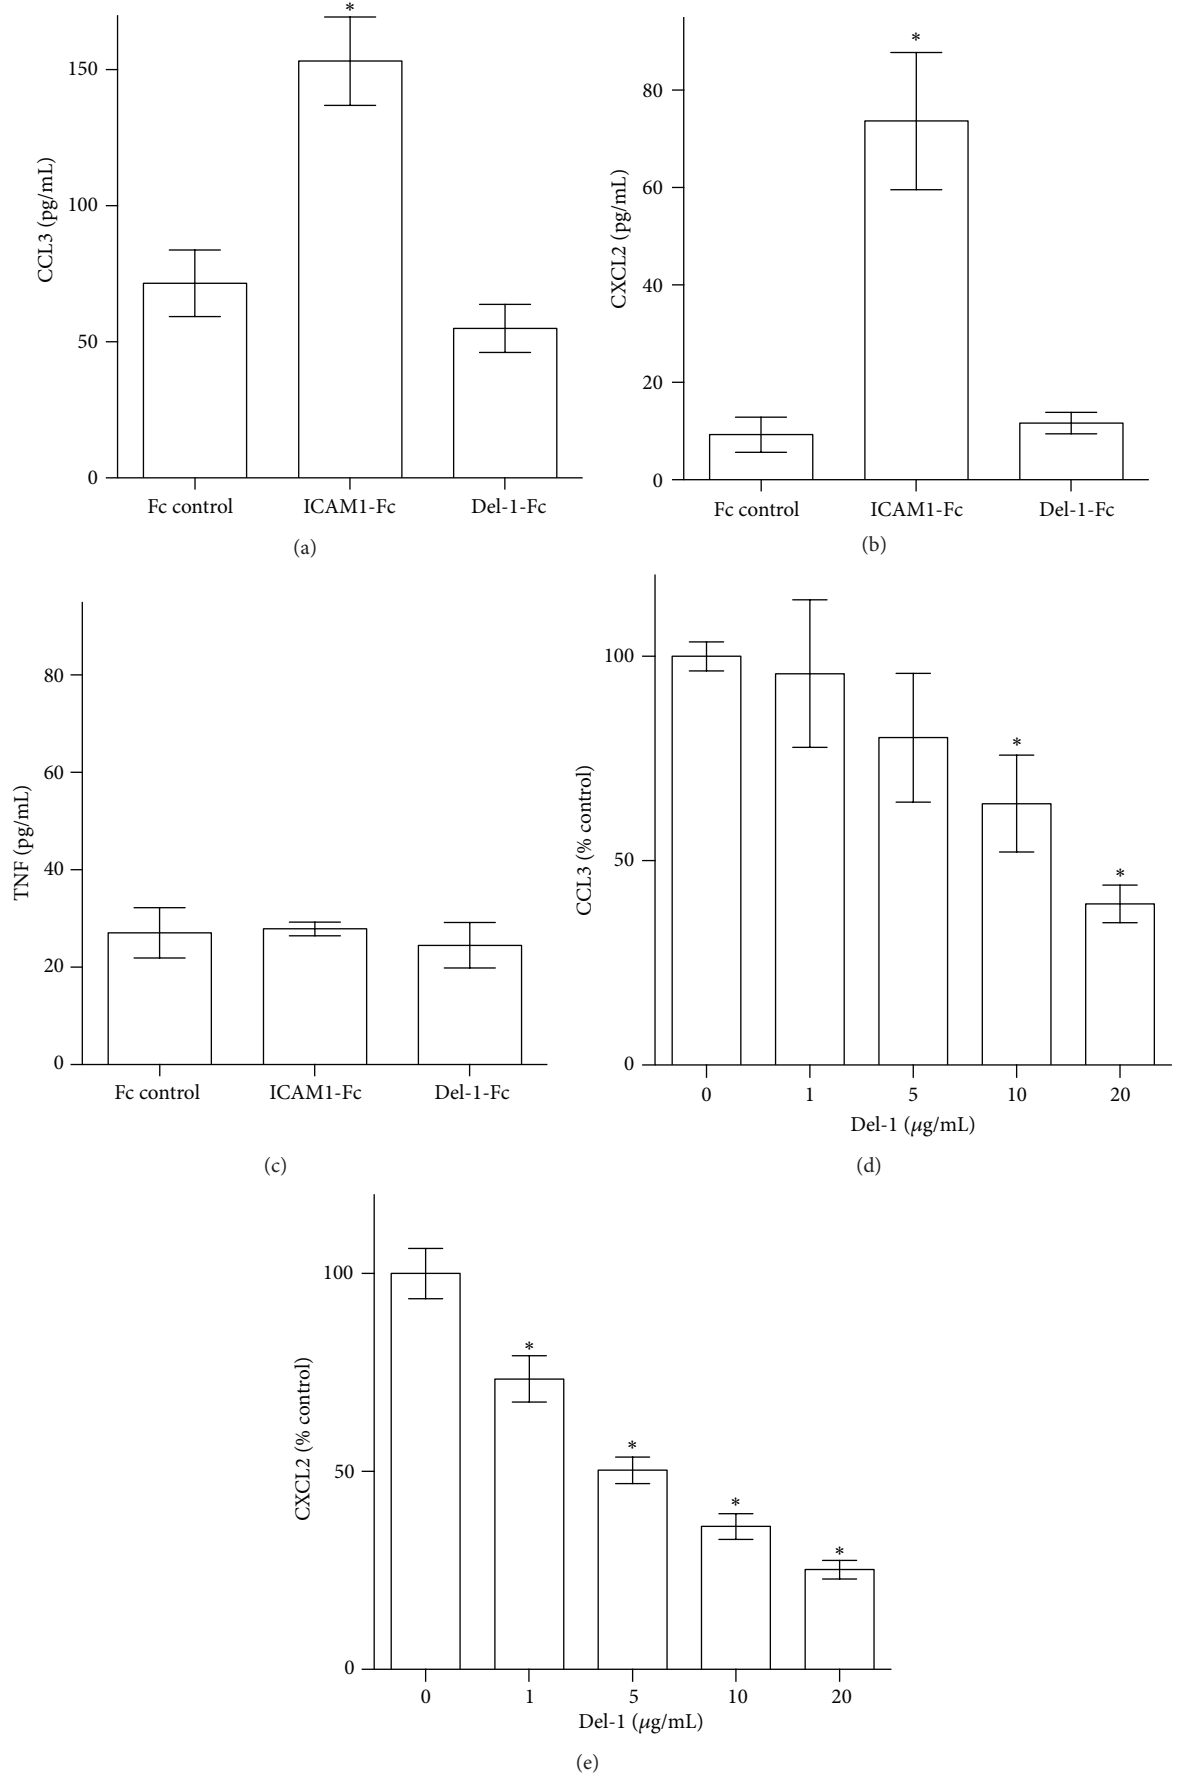 *
150
100
50
0
CCL3 (pg/mL)
Fc control ICAM1-Fc Del-1-Fc
(a)
*
80
60
40
20
0
CXCL2 (pg/mL)
Fc control ICAM1-Fc Del-1-Fc
(b)
80
60
40
20
0
TNF (pg/mL)
Fc control ICAM1-Fc Del-1-Fc
(c)
100
50
0
CCL3 (% control)
*
*
0 1 5 10 20
Del-1 (μg/mL)
(d)
100
50
0
CXCL2 (% control)
*
*
*
*
0 1 5 10 20
Del-1 (μg/mL)
(e)